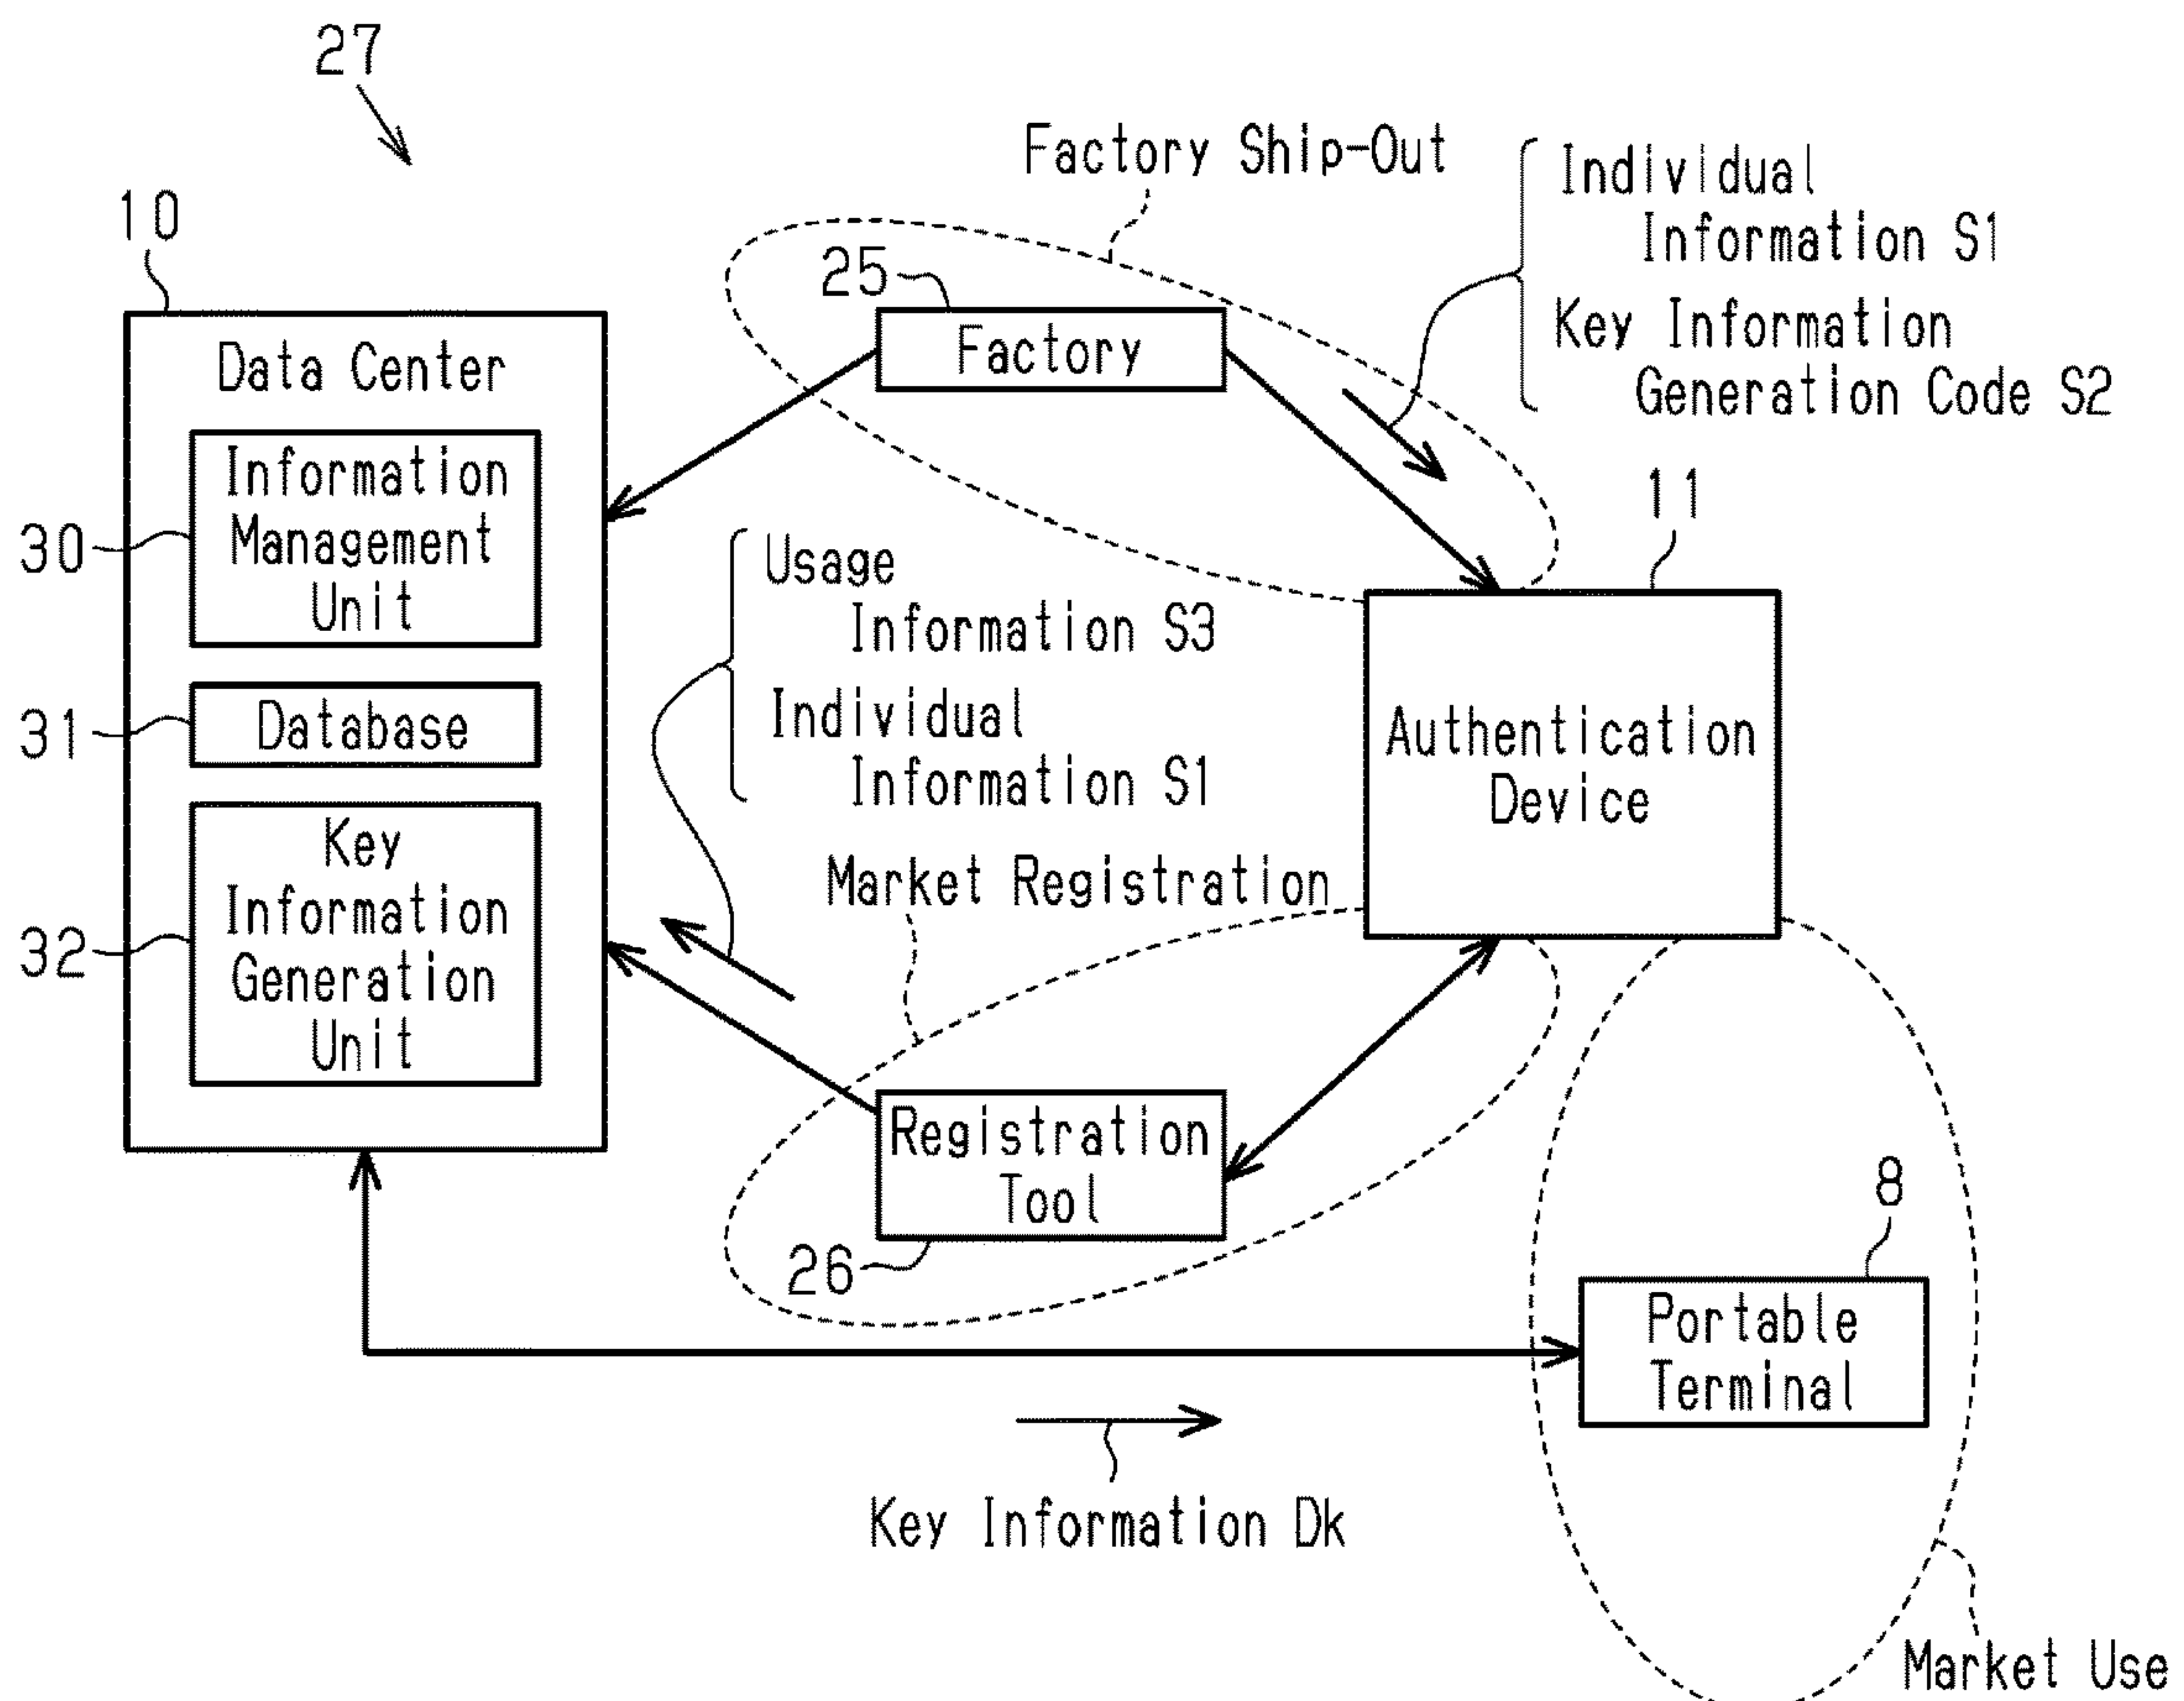 27
Factory Ship-Out
Individual
Information S1
Key Information
Generation Code S2
10
25
Factory
Data Center
Information
Management
Unit
30
11
Usage
Information S3
Individual
Information S1
Database
31
Authentication
Device
Key
Information
Generation
Unit
32
Market Registration
Registration
Tool
26
8
Portable
Terminal
Key Information Dk
Market Use